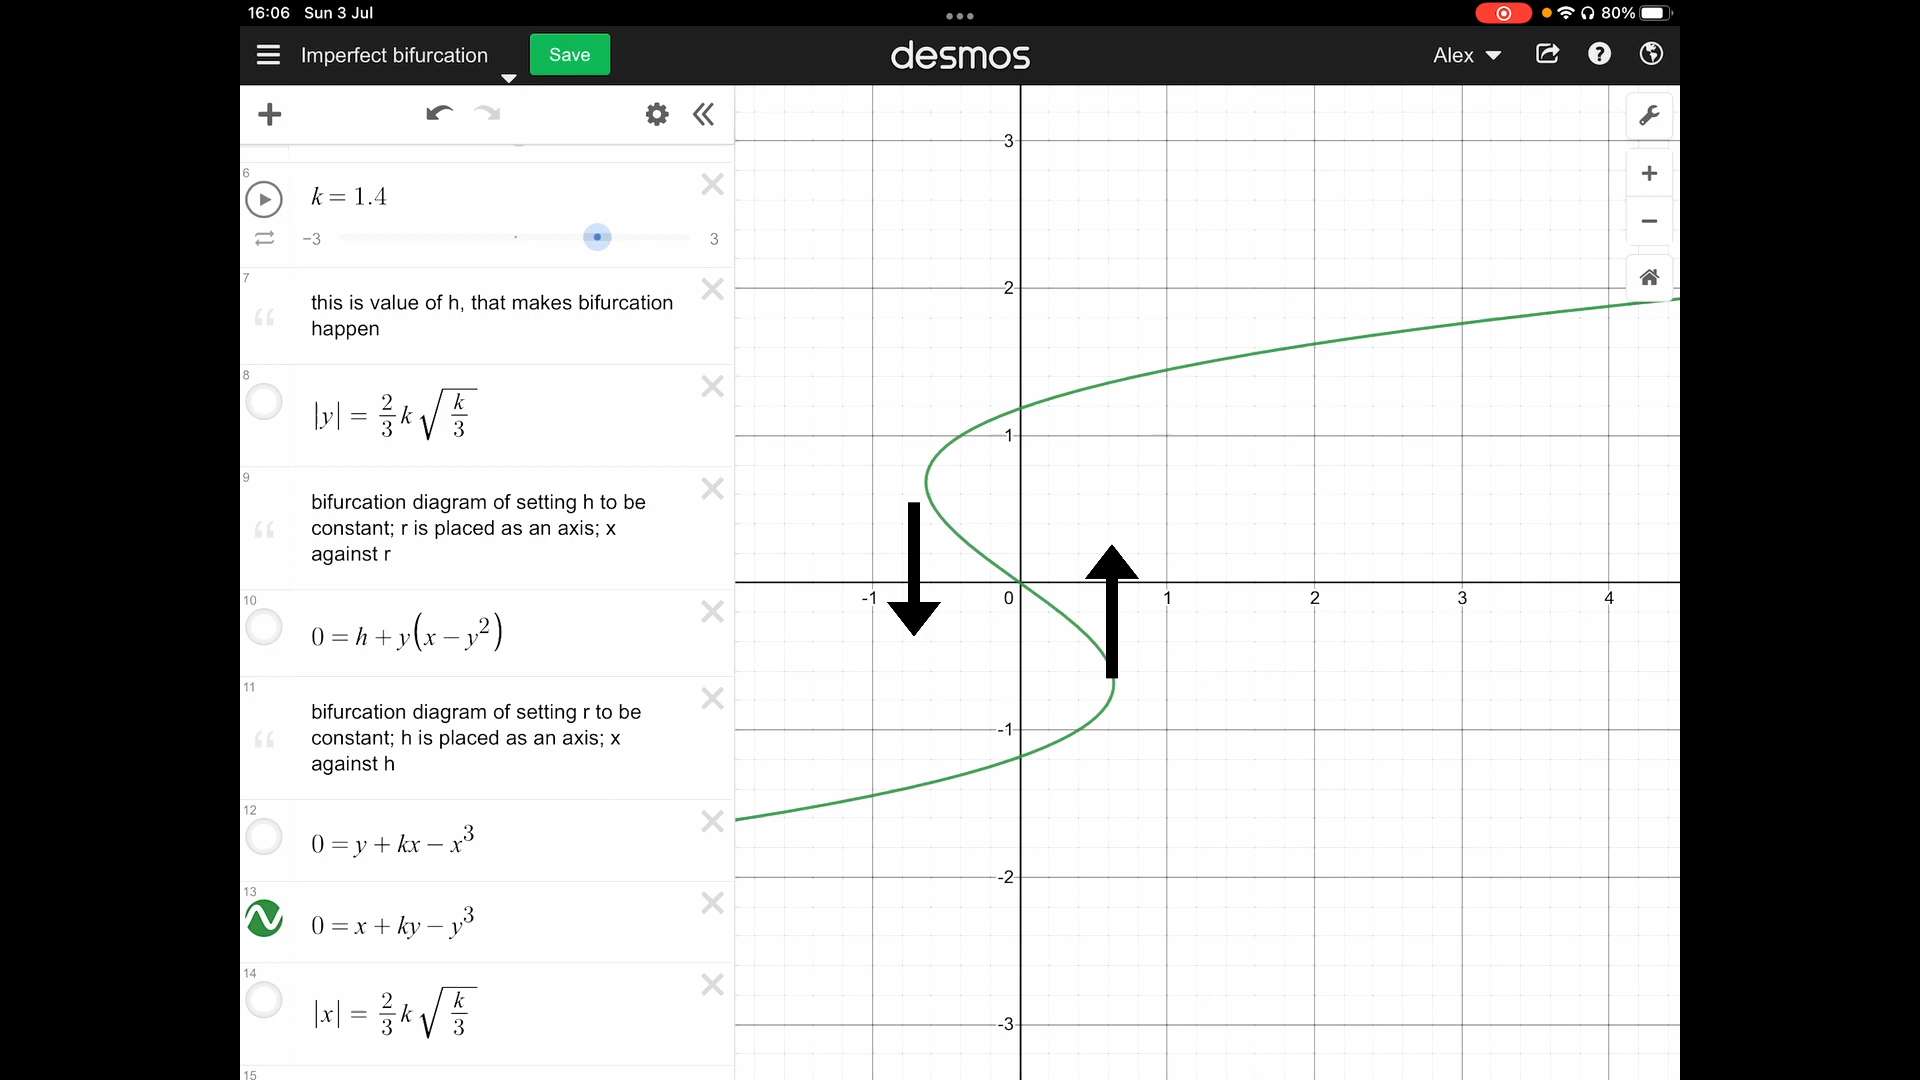 16:06 Sun 3 Jul
80%
Imperfect bifurcation
Save
desmos
Alex
6
k = 1.4
−3
3
7
this is value of h, that makes bifurcation
happen
8
|y| = 2/3 k √(k/3)
9
bifurcation diagram of setting h to be
constant; r is placed as an axis; x
against r
10
0 = h + y(x − y²)
11
bifurcation diagram of setting r to be
constant; h is placed as an axis; x
against h
12
0 = y + kx − x³
13
0 = x + ky − y³
14
|x| = 2/3 k √(k/3)
15
3
2
1
-1
0
1
2
3
4
-1
-2
-3